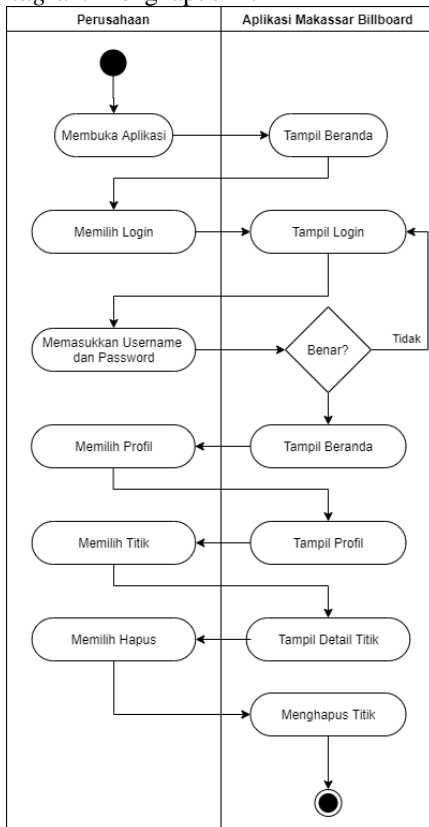 Perusahaan
Aplikasi Makassar Billboard
Membuka Aplikasi
Tampil Beranda
Memilih Login
Tampil Login
Memasukkan Username
dan Password
Benar?
Tidak
Tampil Beranda
Memilih Profil
Tampil Profil
Memilih Titik
Tampil Detail Titik
Memilih Hapus
Menghapus Titik